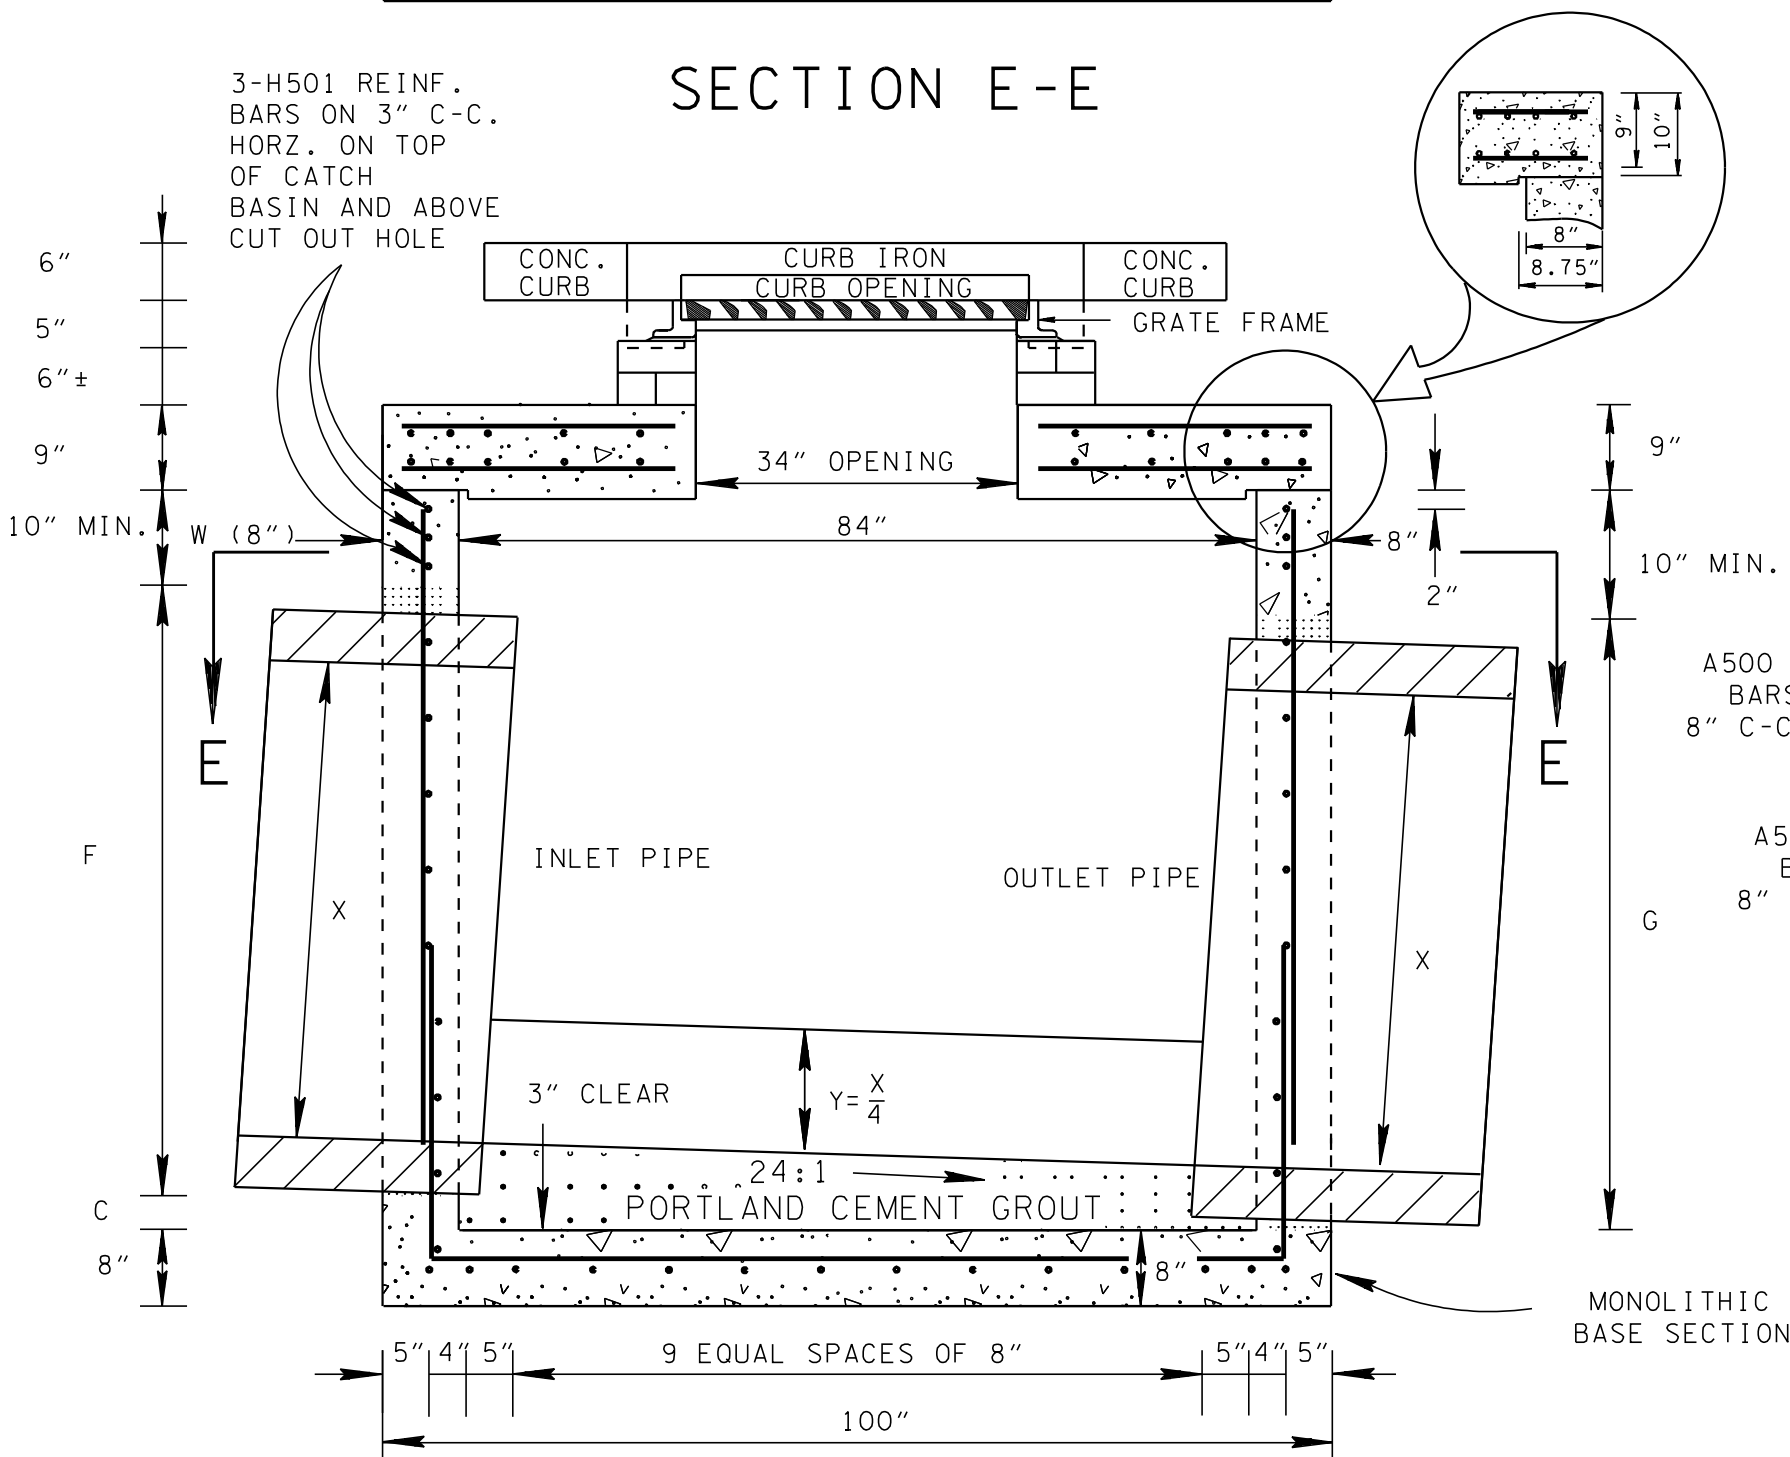 SECTION E-E
3-H501 REINF.
BARS ON 3" C-C.
HORZ. ON TOP
OF CATCH
BASIN AND ABOVE
CUT OUT HOLE
9"
10"
8"
8.75"
6"
5"
6"±
9"
10" MIN.
F
C
8"
CONC.
CURB
CURB IRON
CURB OPENING
CONC.
CURB
GRATE FRAME
34" OPENING
W (8")
84"
8"
9"
10" MIN.
2"
G
E
E
A500
BARS
8" C-C
A5
8"
INLET PIPE
OUTLET PIPE
X
X
3" CLEAR
Y=X/4
24:1
PORTLAND CEMENT GROUT
8"
MONOLITHIC
BASE SECTION
5" 4" 5"
9 EQUAL SPACES OF 8"
5" 4" 5"
100"